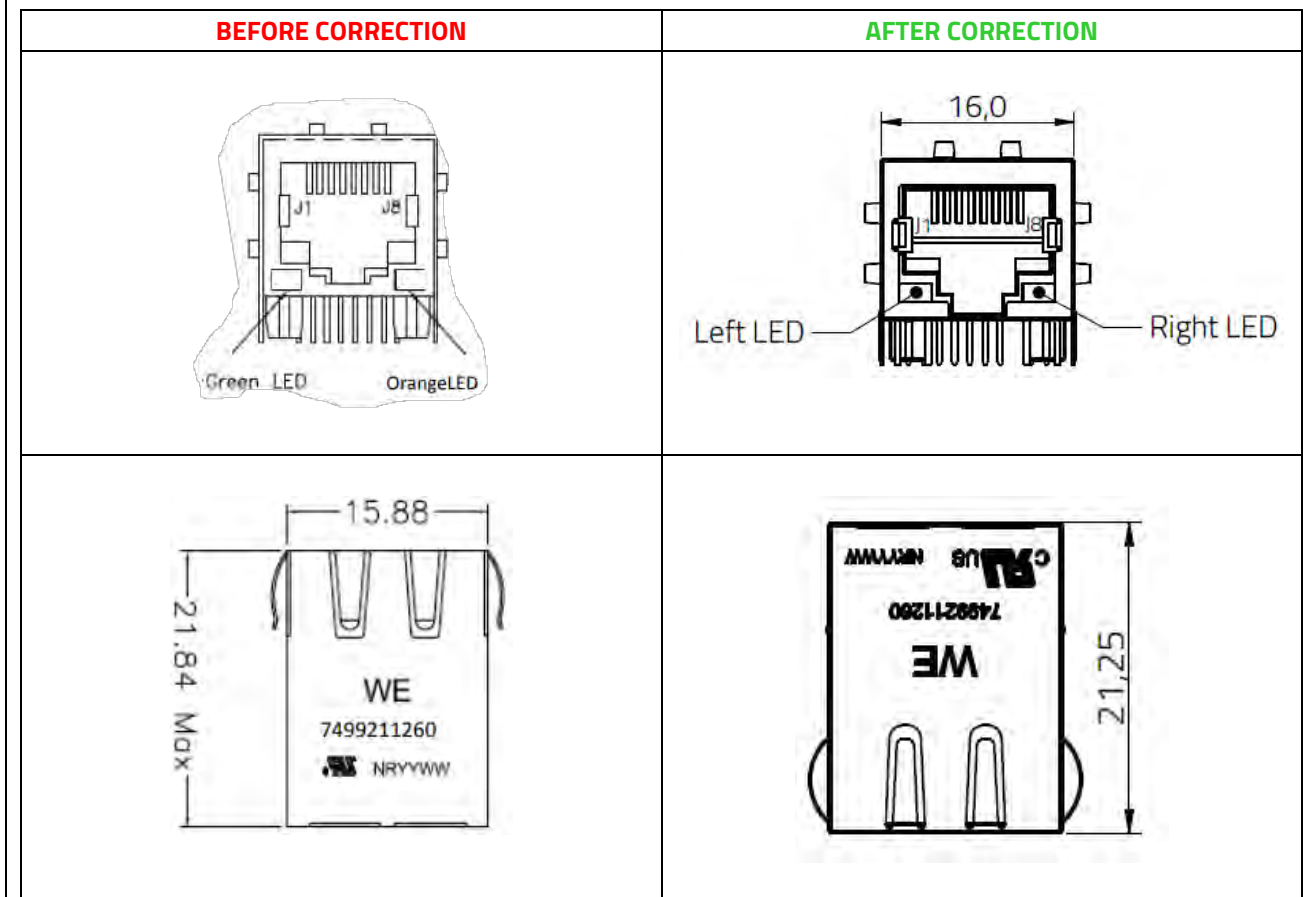 BEFORE CORRECTION
AFTER CORRECTION
J1 J8
Green LED
OrangeLED
16,0
J1 J8
Left LED
Right LED
15.88
21.84 Max
WE
7499211260
NRYYWW
21,25
WE
7499211260
C US NRYYWW